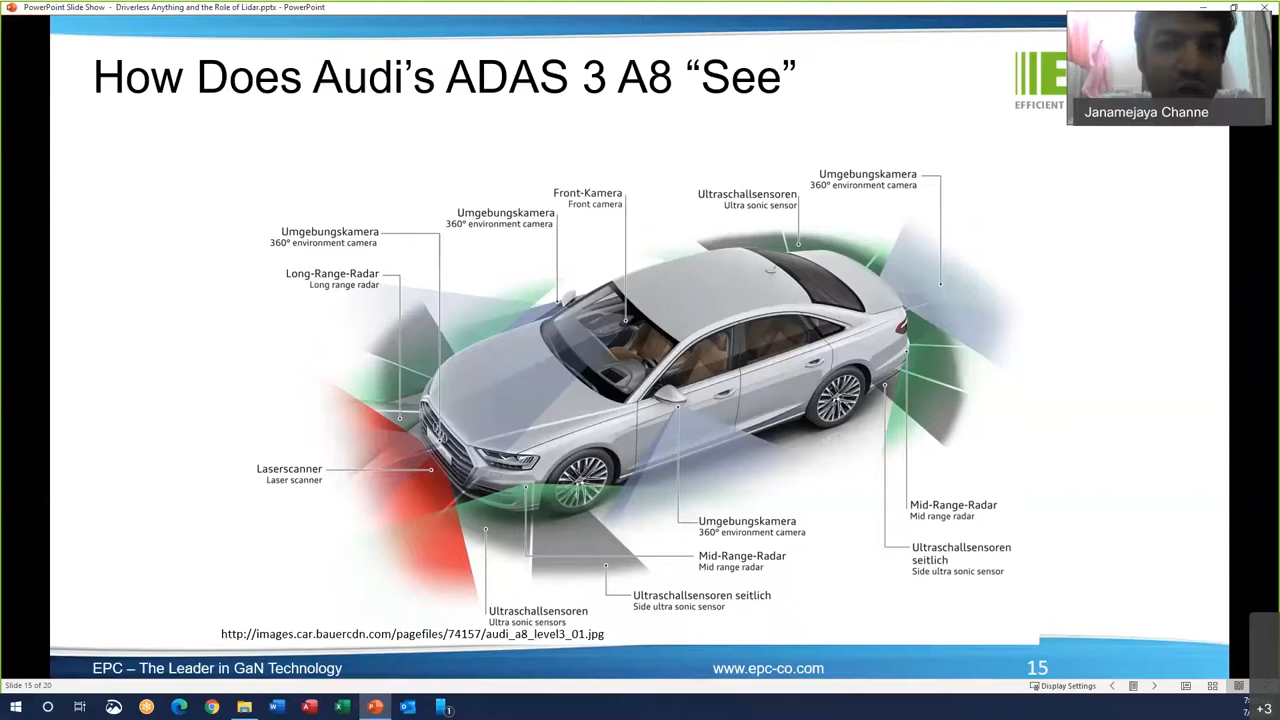 PowerPoint Slide Show - Driverless Anything and the Role of Lidar.pptx - PowerPoint
How Does Audi's ADAS 3 A8 “See”
EFFICIENT
Janamejaya Channe
Umgebungskamera
360° environment camera
Front-Kamera
Front camera
Ultraschallsensoren
Ultra sonic sensor
Umgebungskamera
360° environment camera
Umgebungskamera
360° environment camera
Long-Range-Radar
Long range radar
Laserscanner
Laser scanner
Mid-Range-Radar
Mid range radar
Umgebungskamera
360° environment camera
Ultraschallsensoren
seitlich
Side ultra sonic sensor
Mid-Range-Radar
Mid range radar
Ultraschallsensoren seitlich
Side ultra sonic sensor
Ultraschallsensoren
Ultra sonic sensors
http://images.car.bauercdn.com/pagefiles/74157/audi_a8_level3_01.jpg
EPC – The Leader in GaN Technology
www.epc-co.com
15
Slide 15 of 20
Display Settings
+3